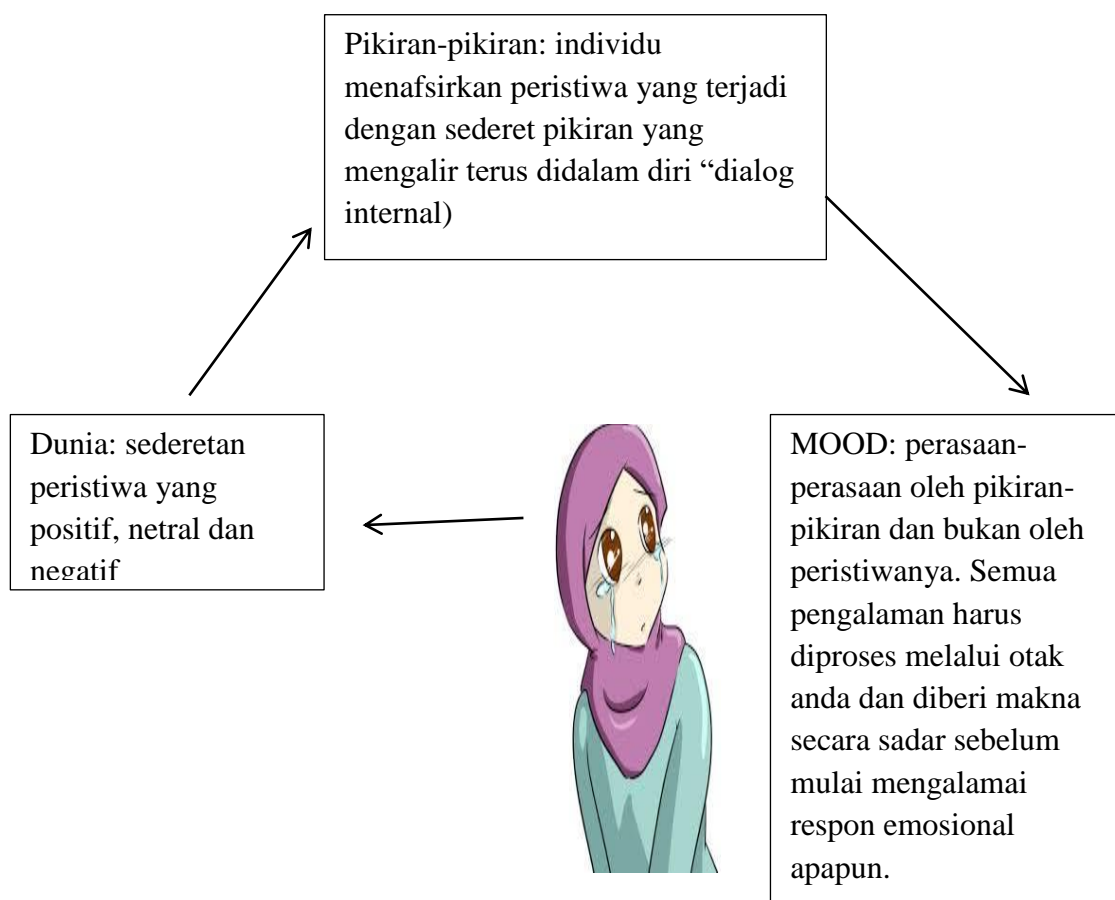 Pikiran-pikiran: individu
menafsirkan peristiwa yang terjadi
dengan sederet pikiran yang
mengalir terus didalam diri “dialog
internal)
Dunia: sederetan
peristiwa yang
positif, netral dan
negatif
MOOD: perasaan-
perasaan oleh pikiran-
pikiran dan bukan oleh
peristiwanya. Semua
pengalaman harus
diproses melalui otak
anda dan diberi makna
secara sadar sebelum
mulai mengalamai
respon emosional
apapun.